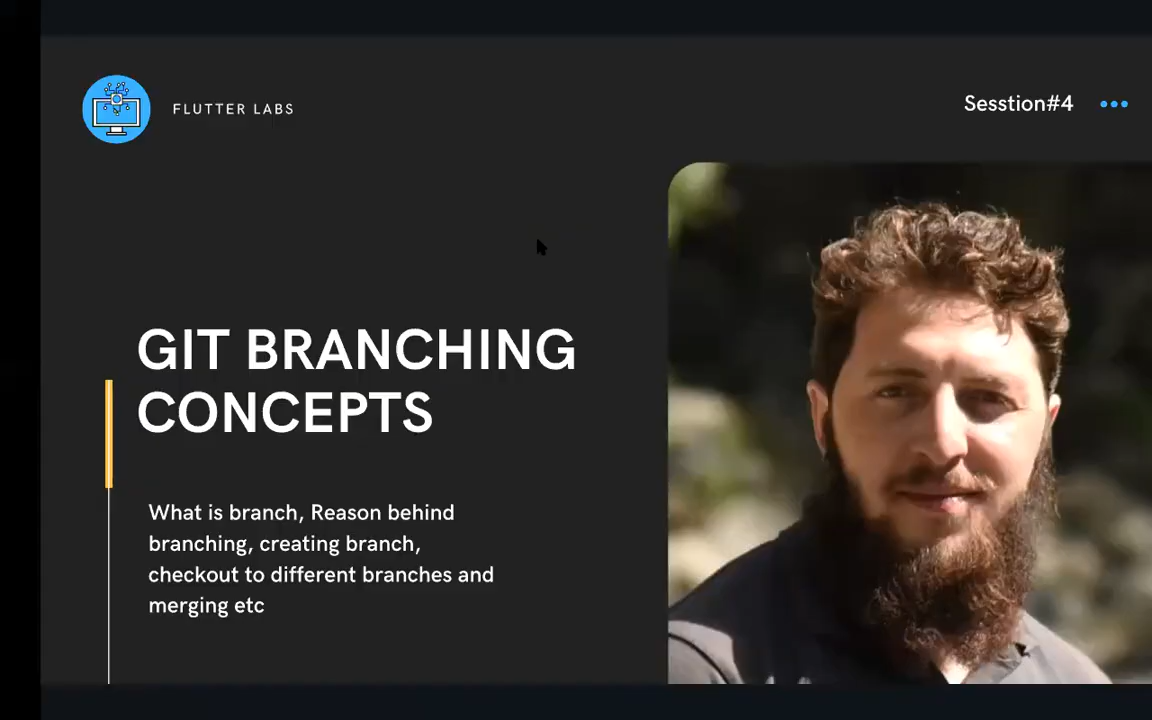 FLUTTER LABS
Sesstion#4
GIT BRANCHING
CONCEPTS
What is branch, Reason behind
branching, creating branch,
checkout to different branches and
merging etc